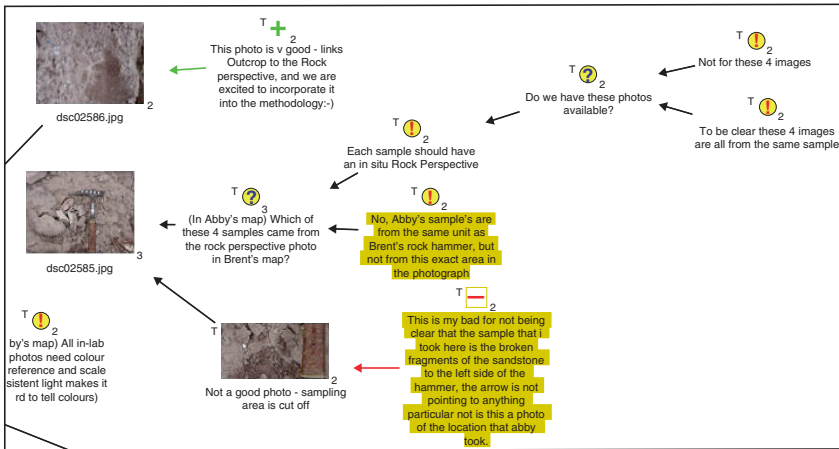 T
2
This photo is v good - links
Outcrop to the Rock
perspective, and we are
excited to incorporate it
into the methodology:-)
2
dsc02586.jpg
T
2
Not for these 4 images
T
2
Do we have these photos
available?
T
2
To be clear these 4 images
are all from the same sample
T
2
Each sample should have
an in situ Rock Perspective
T
3
(In Abby's map) Which of
these 4 samples came from
the rock perspective photo
in Brent's map?
T
2
No, Abby's sample's are
from the same unit as
Brent's rock hammer, but
not from this exact area in
the photograph
3
dsc02585.jpg
T
2
by's map) All in-lab
photos need colour
reference and scale
sistent light makes it
rd to tell colours)
T
2
Not a good photo - sampling
area is cut off
T
2
This is my bad for not being
clear that the sample that i
took here is the broken
fragments of the sandstone
to the left side of the
hammer, the arrow is not
pointing to anything
particular not is this a photo
of the location that abby
took.